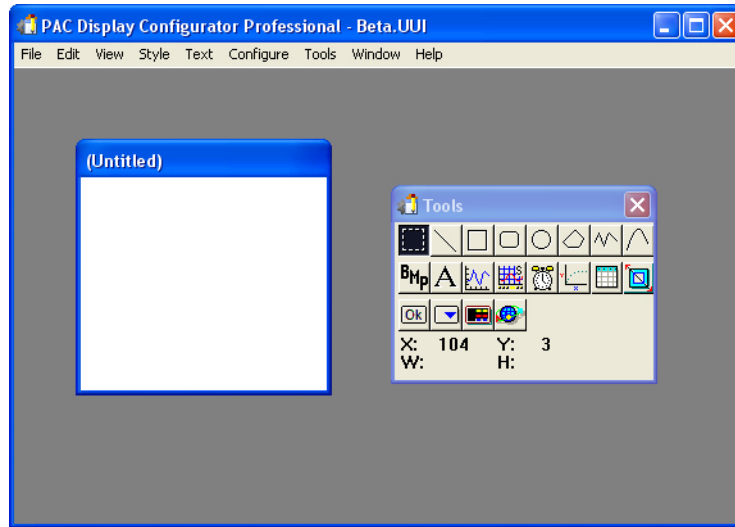 PAC Display Configurator Professional - Beta.UUI
File Edit View Style Text Configure Tools Window Help
(Untitled)
Tools
BMP A
Ok
X: 104 Y: 3
W: H: